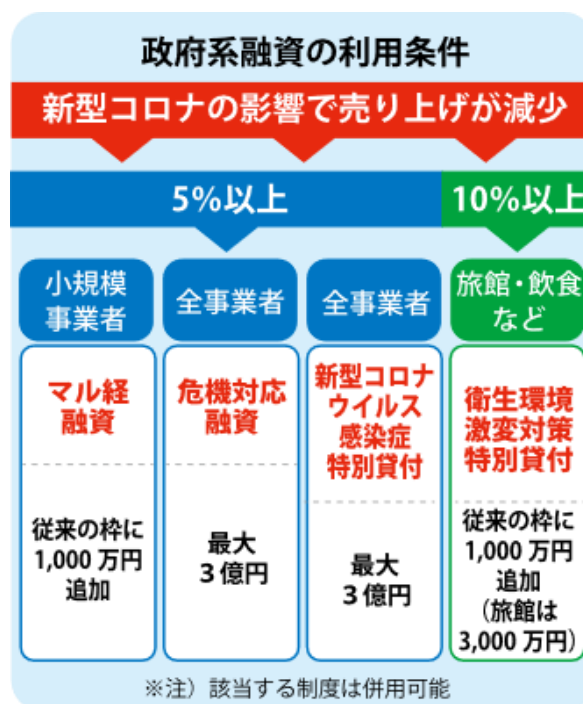 政府系融資の利用条件
新型コロナの影響で売り上げが減少
5%以上
10%以上
小規模
事業者
マル経
融資
従来の枠に
1,000 万円
追加
全事業者
危機対応
融資
最大
3億円
全事業者
新型コロナ
ウイルス
感染症
特別貸付
最大
3億円
旅館・飲食
など
衛生環境
激変対策
特別貸付
従来の枠に
1,000 万円
追加
(旅館は
3,000 万円)
※注）該当する制度は併用可能